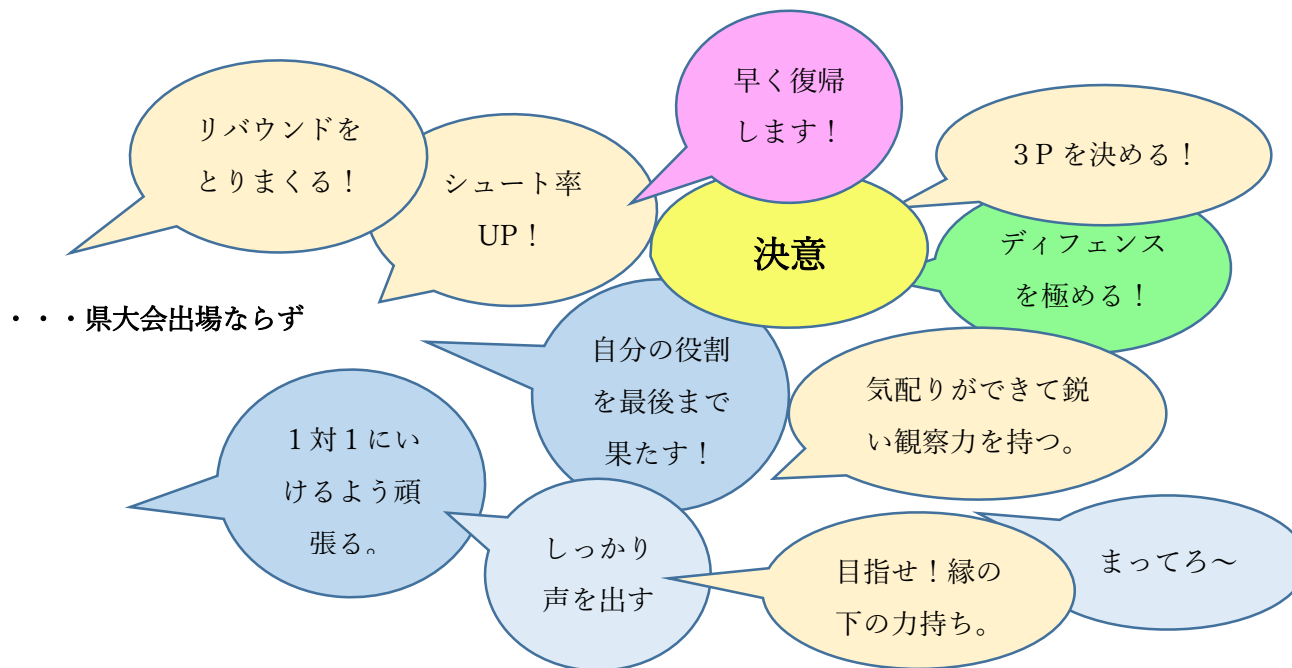 早く復帰
します！
リバウンドを
とりまくる！
３Ｐを決める！
シュート率
UP！
決意
ディフェンス
を極める！
・・・県大会出場ならず
自分の役割
を最後まで
果たす！
気配りができて鋭
い観察力を持つ。
１対１にい
けるよう頑
張る。
しっかり
声を出す
目指せ！縁の
下の力持ち。
まってろ～